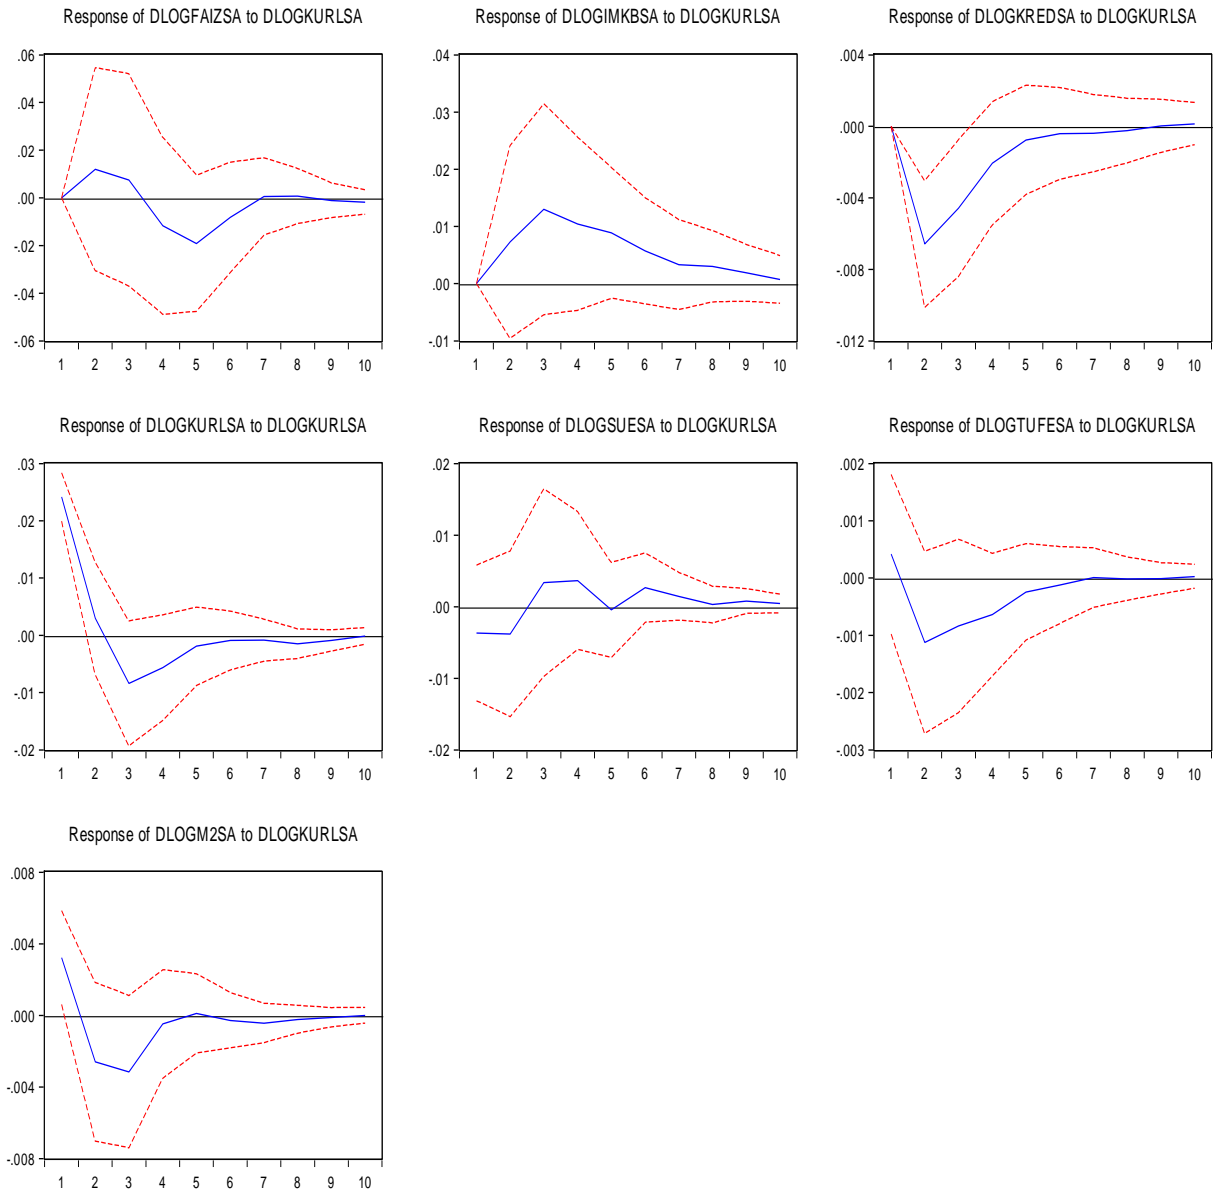 Response of DLOGFAIZSA to DLOGKURLSA
.06
.04
.02
.00
-.02
-.04
-.06
1 2 3 4 5 6 7 8 9 10
Response of DLOGIMKBSA to DLOGKURLSA
.04
.03
.02
.01
.00
-.01
1 2 3 4 5 6 7 8 9 10
Response of DLOGKREDSA to DLOGKURLSA
.004
.000
-.004
-.008
-.012
1 2 3 4 5 6 7 8 9 10
Response of DLOGKURLSA to DLOGKURLSA
.03
.02
.01
.00
-.01
-.02
1 2 3 4 5 6 7 8 9 10
Response of DLOGSUESA to DLOGKURLSA
.02
.01
.00
-.01
-.02
1 2 3 4 5 6 7 8 9 10
Response of DLOGTUFESA to DLOGKURLSA
.002
.001
.000
-.001
-.002
-.003
1 2 3 4 5 6 7 8 9 10
Response of DLOGM2SA to DLOGKURLSA
.008
.004
.000
-.004
-.008
1 2 3 4 5 6 7 8 9 10